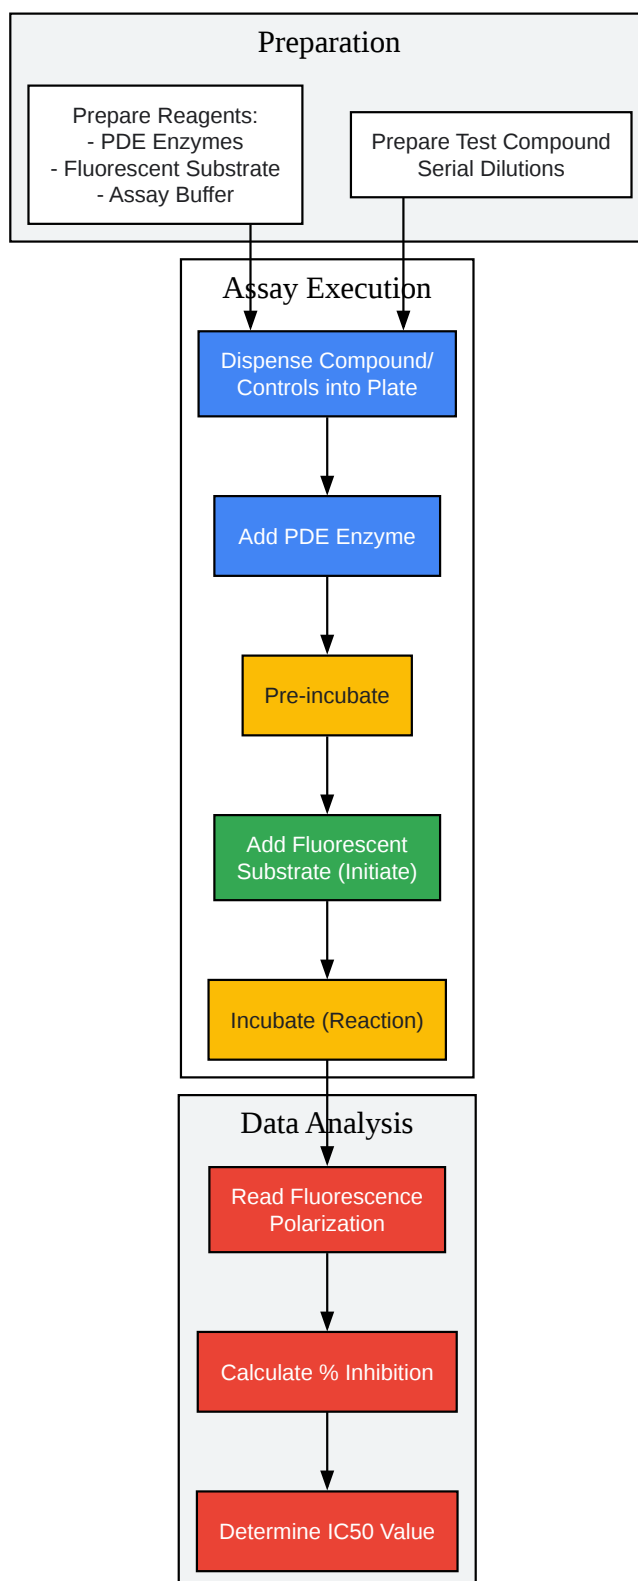 Preparation
Prepare Reagents:
- PDE Enzymes
- Fluorescent Substrate
- Assay Buffer
Prepare Test Compound
Serial Dilutions
Assay Execution
Dispense Compound/
Controls into Plate
Add PDE Enzyme
Pre-incubate
Add Fluorescent
Substrate (Initiate)
Incubate (Reaction)
Data Analysis
Read Fluorescence
Polarization
Calculate % Inhibition
Determine IC50 Value